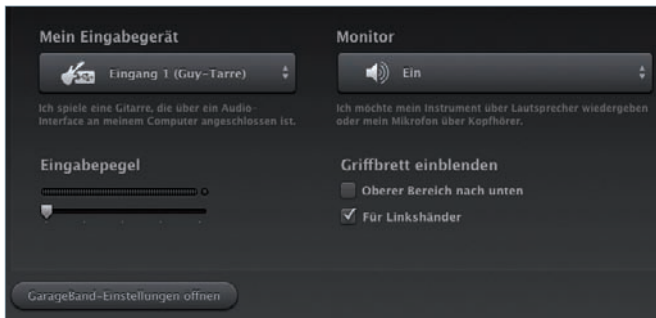 Mein Eingabegerät
Eingang 1 (Guy-Tarre)
Ich spiele eine Gitarre, die über ein Audio-
Interface an meinem Computer angeschlossen ist.
Eingabepegel
Monitor
Ein
Ich möchte mein Instrument über Lautsprecher wiedergeben
oder mein Mikrofon über Kopfhörer.
Griffbrett einblenden
Oberer Bereich nach unten
Für Linkshänder
GarageBand-Einstellungen öffnen